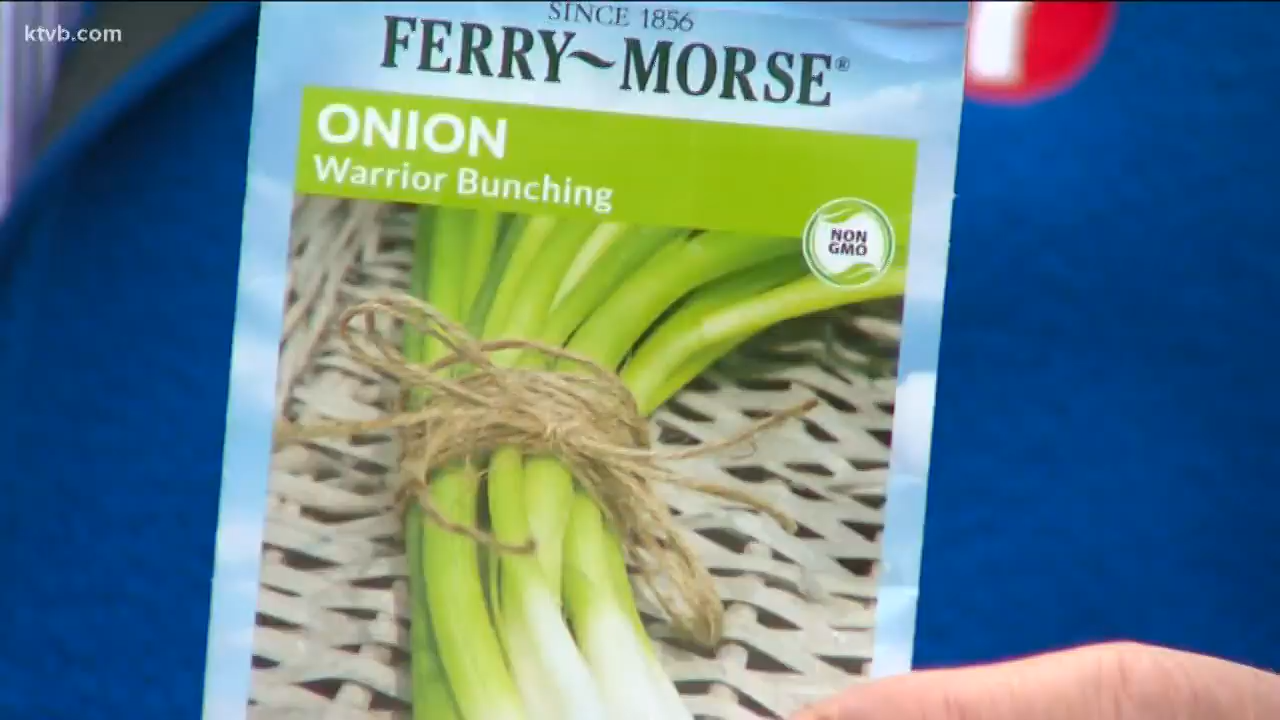 ktvb.com
SINCE 1856
FERRY~MORSE®
ONION
Warrior Bunching
NON
GMO